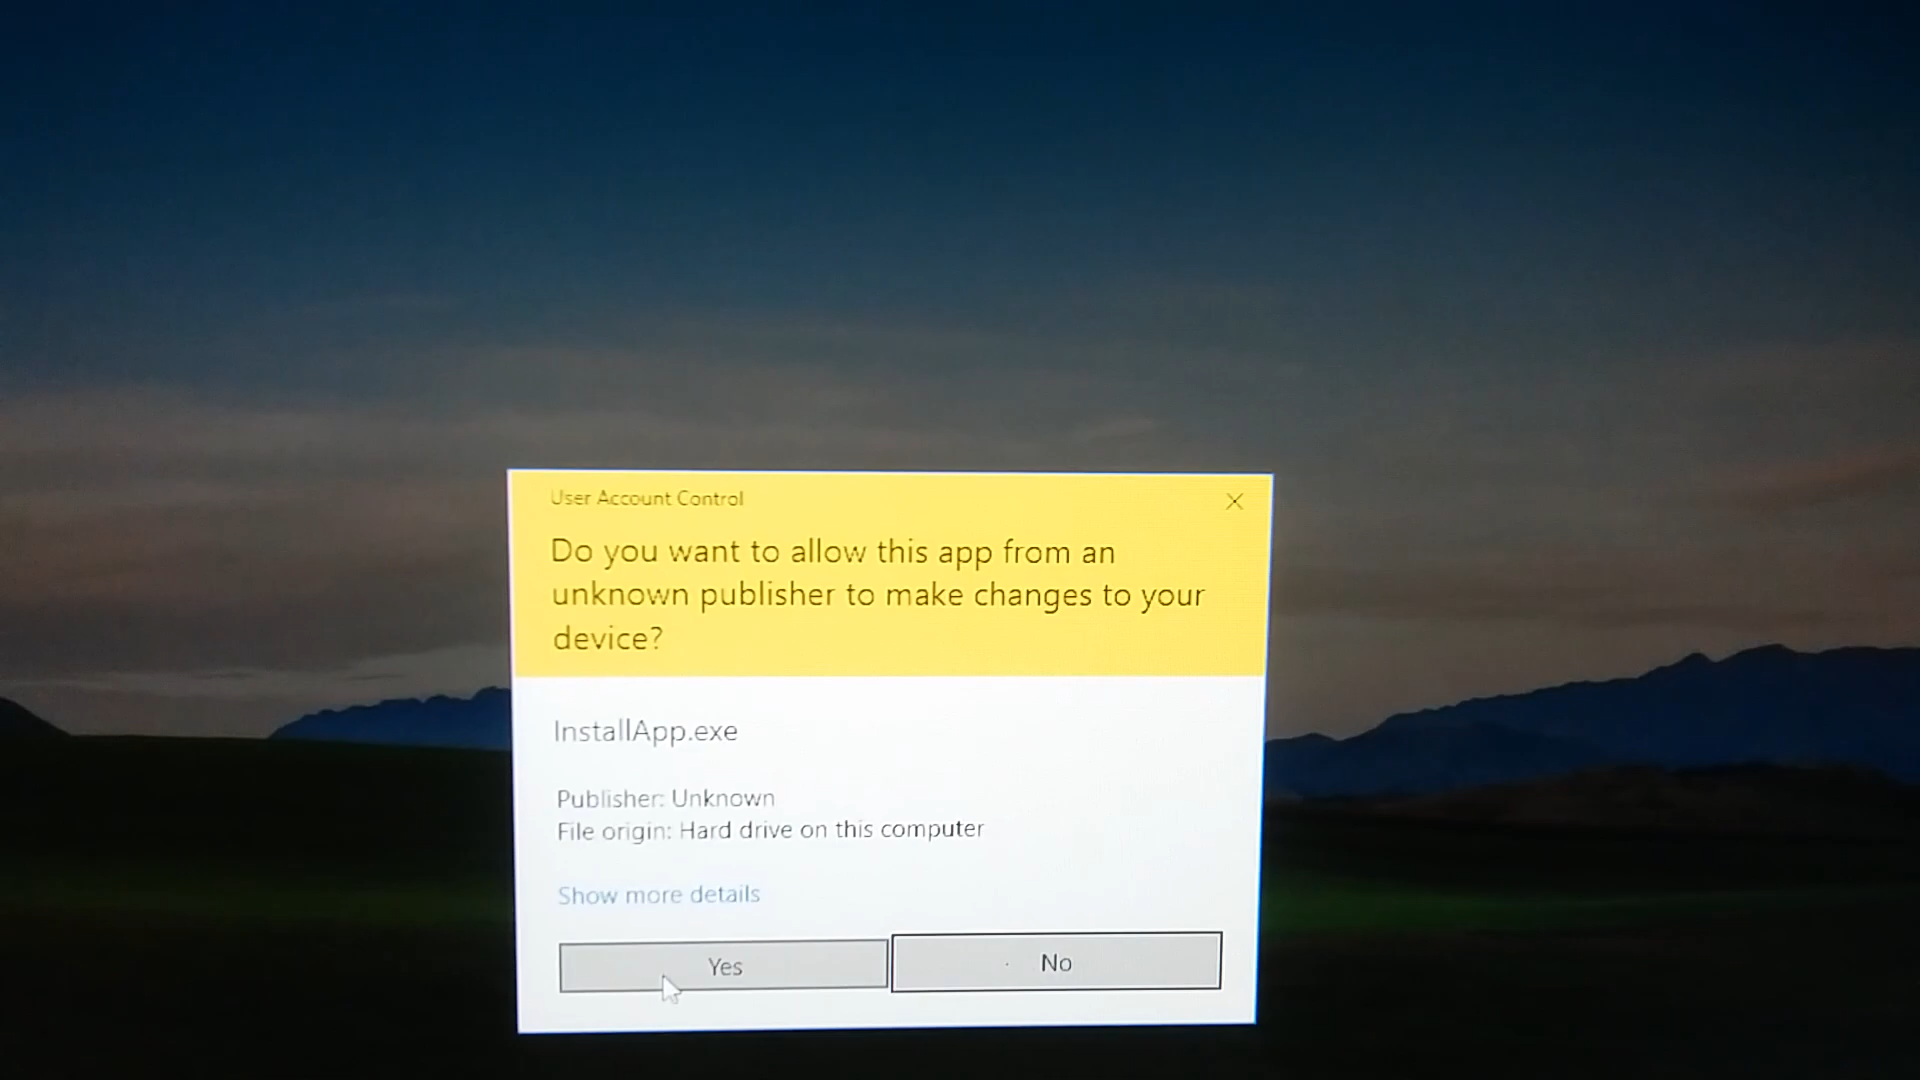 User Account Control
Do you want to allow this app from an
unknown publisher to make changes to your
device?
InstallApp.exe
Publisher: Unknown
File origin: Hard drive on this computer
Show more details
Yes
No